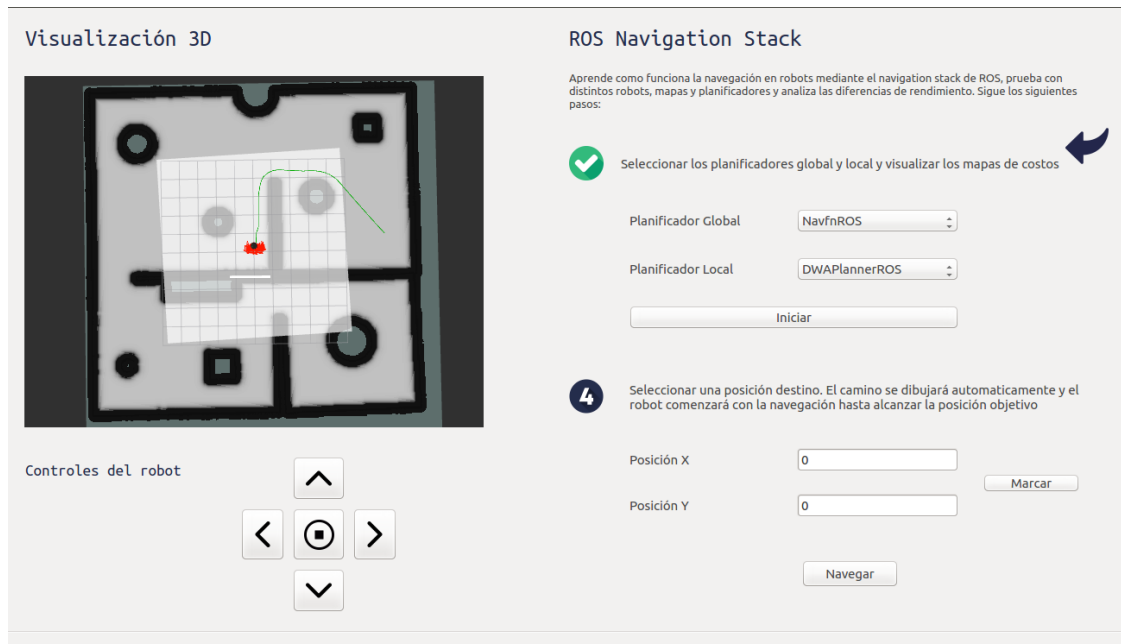 Visualización 3D
ROS Navigation Stack
Aprende como funciona la navegación en robots mediante el navigation stack de ROS, prueba con
distintos robots, mapas y planificadores y analiza las diferencias de rendimiento. Sigue los siguientes
pasos:
Seleccionar los planificadores global y local y visualizar los mapas de costos
Planificador Global
NavfnROS
Planificador Local
DWAPlannerROS
Iniciar
4
Seleccionar una posición destino. El camino se dibujará automaticamente y el
robot comenzará con la navegación hasta alcanzar la posición objetivo
Controles del robot
Posición X
0
Marcar
Posición Y
0
Navegar